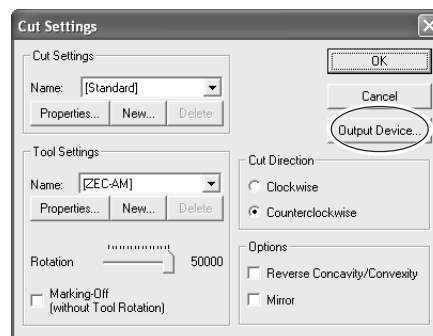 Cut Settings
Cut Settings
Name: [Standard]
Properties... New... Delete
OK
Cancel
Output Device...
Tool Settings
Name: [ZEC-AM]
Properties... New... Delete
Rotation 50000
Marking-Off
(without Tool Rotation)
Cut Direction
Clockwise
Counterclockwise
Options
Reverse Concavity/Convexity
Mirror